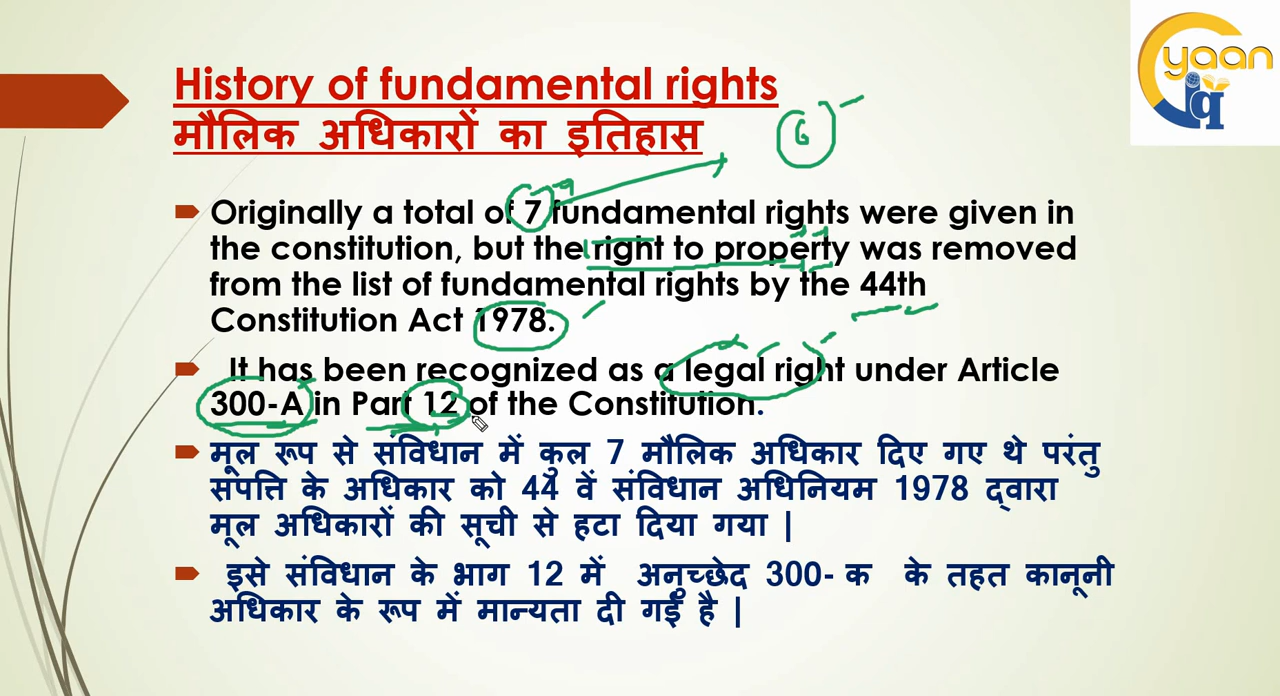 History of fundamental rights
मौलिक अधिकारों का इतिहास
6
yaan
iq
Originally a total of 7 fundamental rights were given in
the constitution, but the right to property was removed
from the list of fundamental rights by the 44th
Constitution Act 1978.
It has been recognized as a legal right under Article
300-A in Part 12 of the Constitution.
मूल रूप से संविधान में कुल 7 मौलिक अधिकार दिए गए थे परंतु
संपत्ति के अधिकार को 44 वें संविधान अधिनियम 1978 द्वारा
मूल अधिकारों की सूची से हटा दिया गया |
इसे संविधान के भाग 12 में अनुच्छेद 300- क के तहत कानूनी
अधिकार के रूप में मान्यता दी गई है |